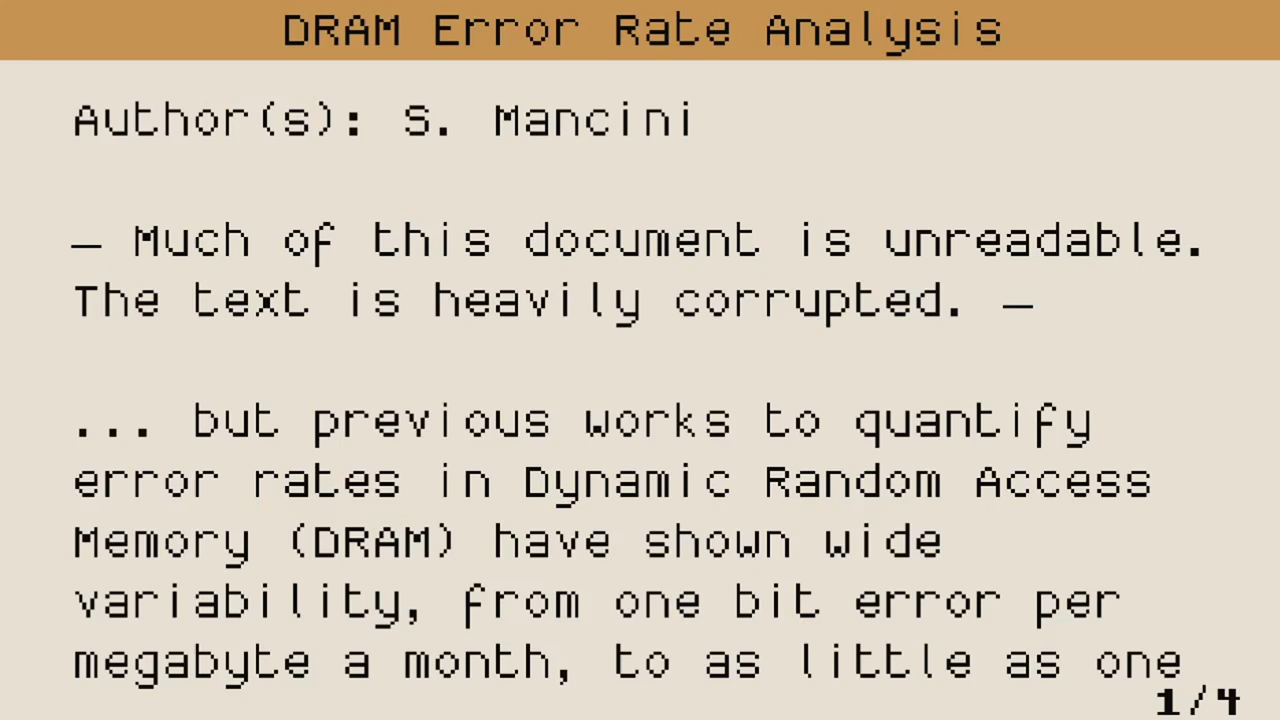 DRAM Error Rate Analysis
Author(s): S. Mancini
— Much of this document is unreadable.
The text is heavily corrupted. —
... but previous works to quantify
error rates in Dynamic Random Access
Memory (DRAM) have shown wide
variability, from one bit error per
megabyte a month, to as little as one
1/4